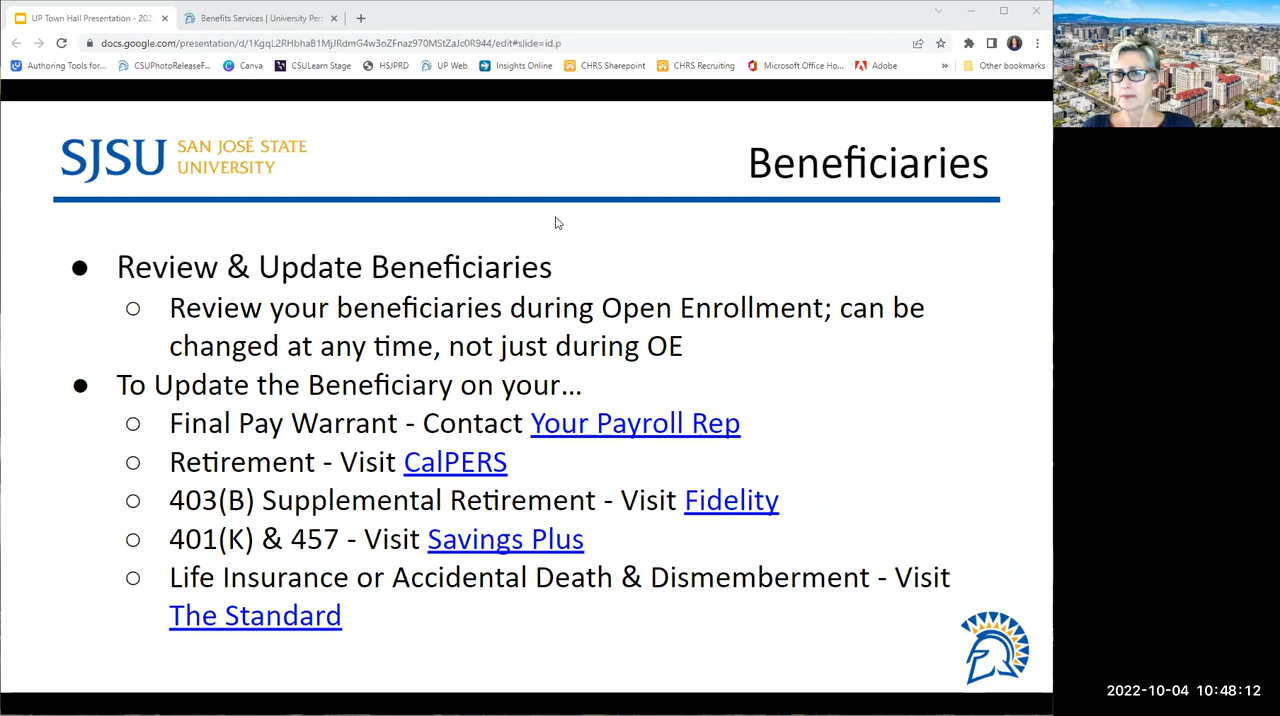 UP Town Hall Presentation - 202
Benefits Services | University Per
docs.google.com/presentation/d/
Authoring Tools for...
CSUPhotoReleaseF...
Canva
CSULearn Stage
HSJPRD
UP Web
Insights Online
CHRS Sharepoint
CHRS Recruiting
Microsoft Office Ho...
Adobe
»
Other bookmarks
SJSU SAN JOSÉ STATE
UNIVERSITY
Beneficiaries
● Review & Update Beneficiaries
○ Review your beneficiaries during Open Enrollment; can be
changed at any time, not just during OE
● To Update the Beneficiary on your…
○ Final Pay Warrant - Contact Your Payroll Rep
○ Retirement - Visit CalPERS
○ 403(B) Supplemental Retirement - Visit Fidelity
○ 401(K) & 457 - Visit Savings Plus
○ Life Insurance or Accidental Death & Dismemberment - Visit
The Standard
2022-10-04 10:48:12